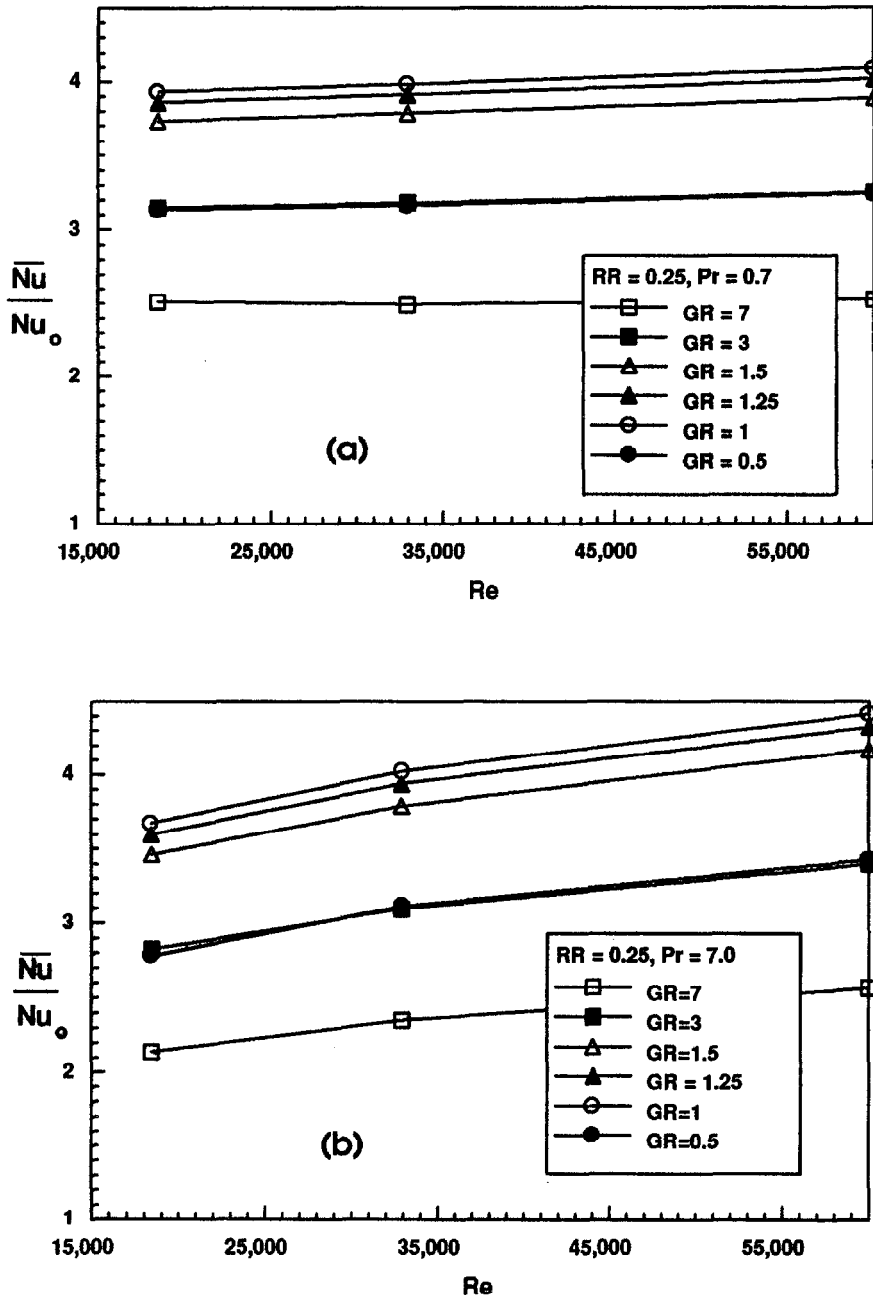 4
3
2
1
Nu
Nu o
RR = 0.25, Pr = 0.7
GR = 7
GR = 3
GR = 1.5
GR = 1.25
GR = 1
GR = 0.5
(a)
15,000 25,000 35,000 45,000 55,000
Re
4
3
2
1
Nu
Nu o
RR = 0.25, Pr = 7.0
GR=7
GR=3
GR=1.5
GR = 1.25
GR=1
GR=0.5
(b)
15,000 25,000 35,000 45,000 55,000
Re